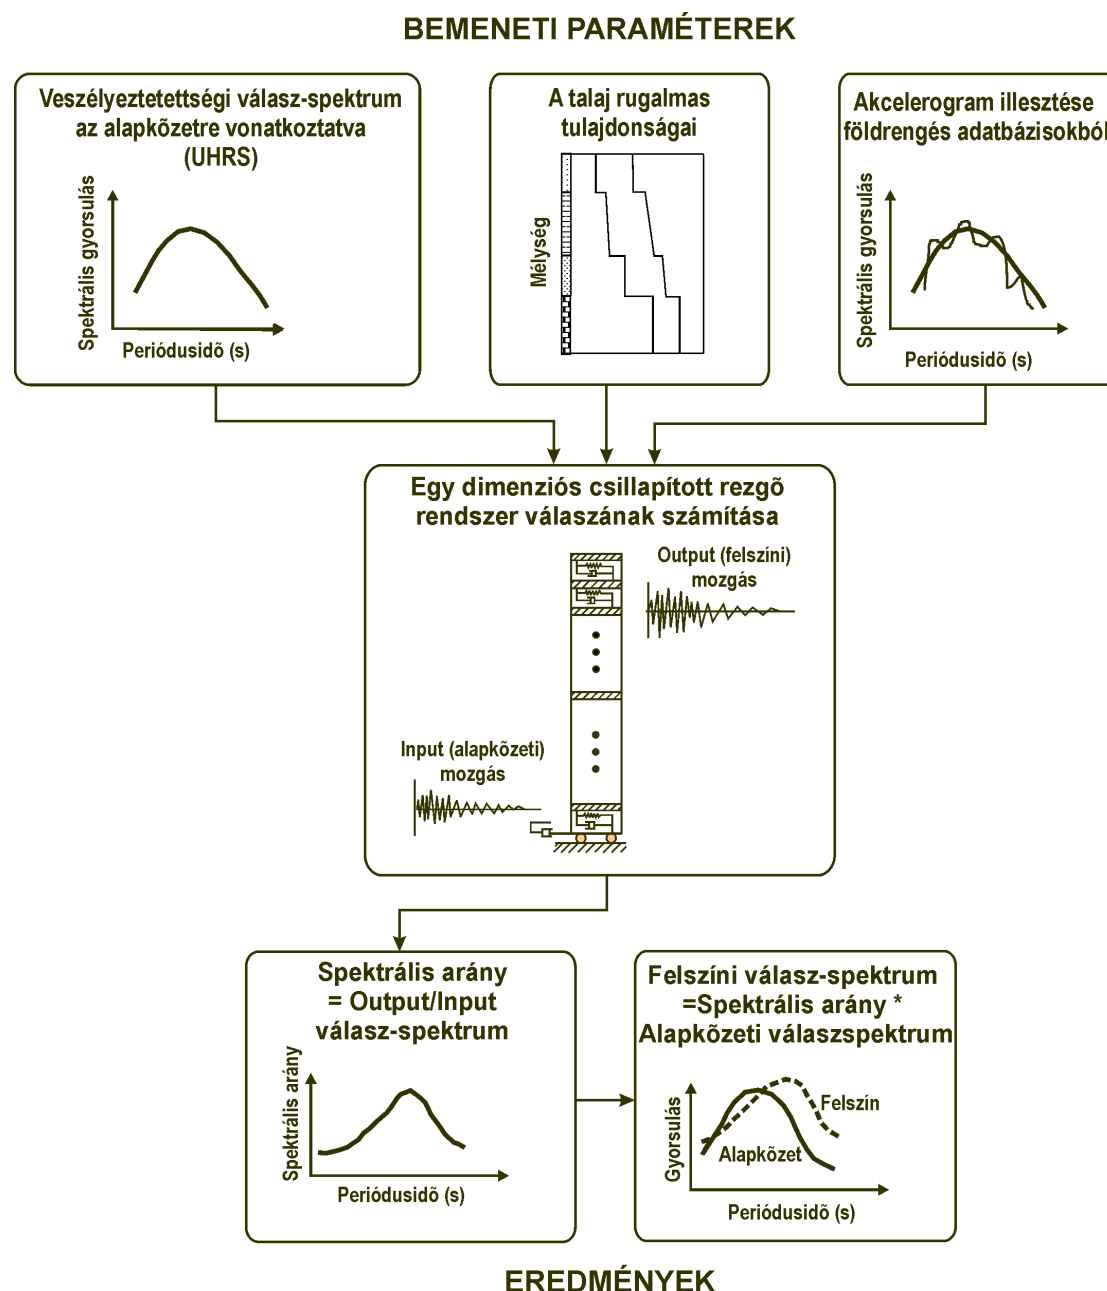 BEMENETI PARAMÉTEREK
Veszélyeztetettségi válasz-spektrum
az alapkõzetre vonatkoztatva
(UHRS)
Spektrális gyorsulás
Periódusidõ (s)
A talaj rugalmas
tulajdonságai
Mélység
Akcelerogram illesztése
földrengés adatbázisokból
Spektrális gyorsulás
Periódusidõ (s)
Egy dimenziós csillapított rezgõ
rendszer válaszának számítása
Output (felszíni)
mozgás
Input (alapkõzeti)
mozgás
Spektrális arány
= Output/Input
válasz-spektrum
Spektrális arány
Periódusidõ (s)
Felszíni válasz-spektrum
=Spektrális arány *
Alapkõzeti válaszspektrum
Gyorsulás
Felszín
Alapkõzet
Periódusidõ (s)
EREDMÉNYEK